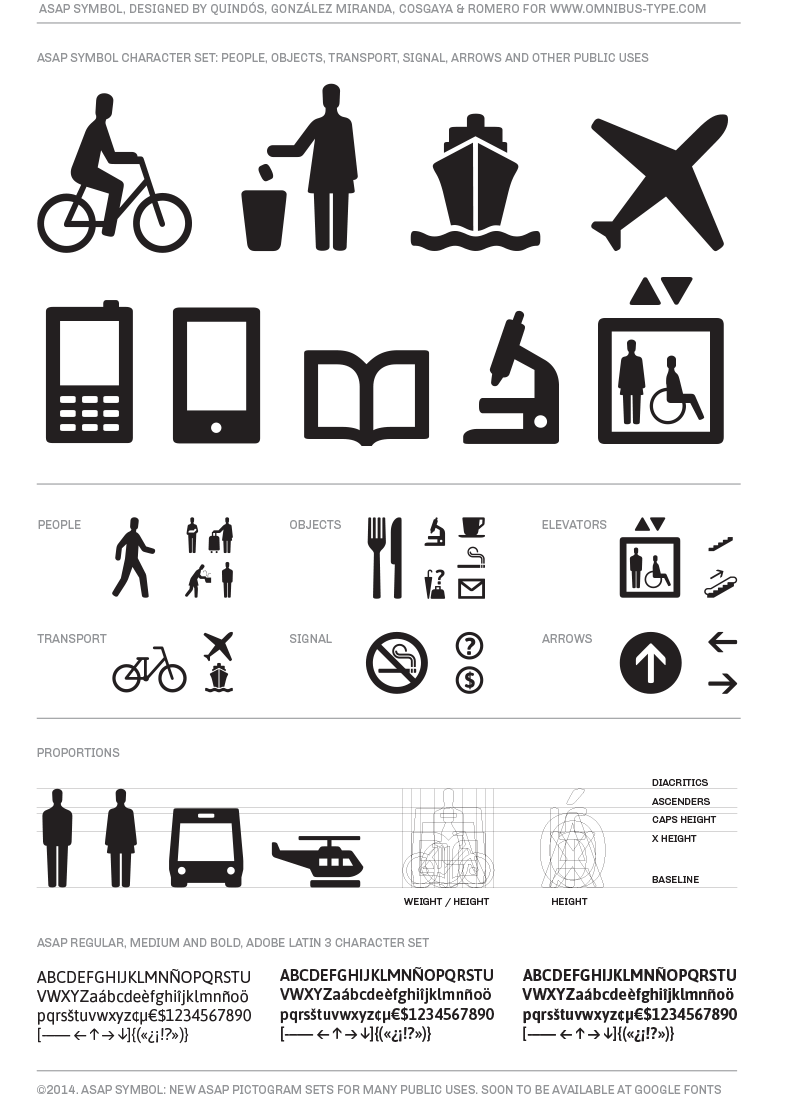 ASAP SYMBOL, DESIGNED BY QUINDÓS, GONZÁLEZ MIRANDA, COSGAYA & ROMERO FOR WWW.OMNIBUS-TYPE.COM
ASAP SYMBOL CHARACTER SET: PEOPLE, OBJECTS, TRANSPORT, SIGNAL, ARROWS AND OTHER PUBLIC USES
PEOPLE
OBJECTS
?
ELEVATORS
TRANSPORT
SIGNAL
?
$
ARROWS
PROPORTIONS
DIACRITICS
ASCENDERS
CAPS HEIGHT
X HEIGHT
BASELINE
WEIGHT / HEIGHT
HEIGHT
ASAP REGULAR, MEDIUM AND BOLD, ADOBE LATIN 3 CHARACTER SET
ABCDEFGHIJKLMNÑOPQRSTU
VWXYZaábcdeèfghiîjklmnñoö
pqrsštuvwxyz¢µ€$1234567890
[-–— ←↑→↓]{(«¿¡!?»)}
ABCDEFGHIJKLMNÑOPQRSTU
VWXYZaábcdeèfghiîjklmnñoö
pqrsštuvwxyz¢µ€$1234567890
[-–— ←↑→↓]{(«¿¡!?»)}
ABCDEFGHIJKLMNÑOPQRSTU
VWXYZaábcdeèfghiîjklmnñoö
pqrsštuvwxyz¢µ€$1234567890
[-–— ←↑→↓]{(«¿¡!?»)}
©2014. ASAP SYMBOL: NEW ASAP PICTOGRAM SETS FOR MANY PUBLIC USES. SOON TO BE AVAILABLE AT GOOGLE FONTS